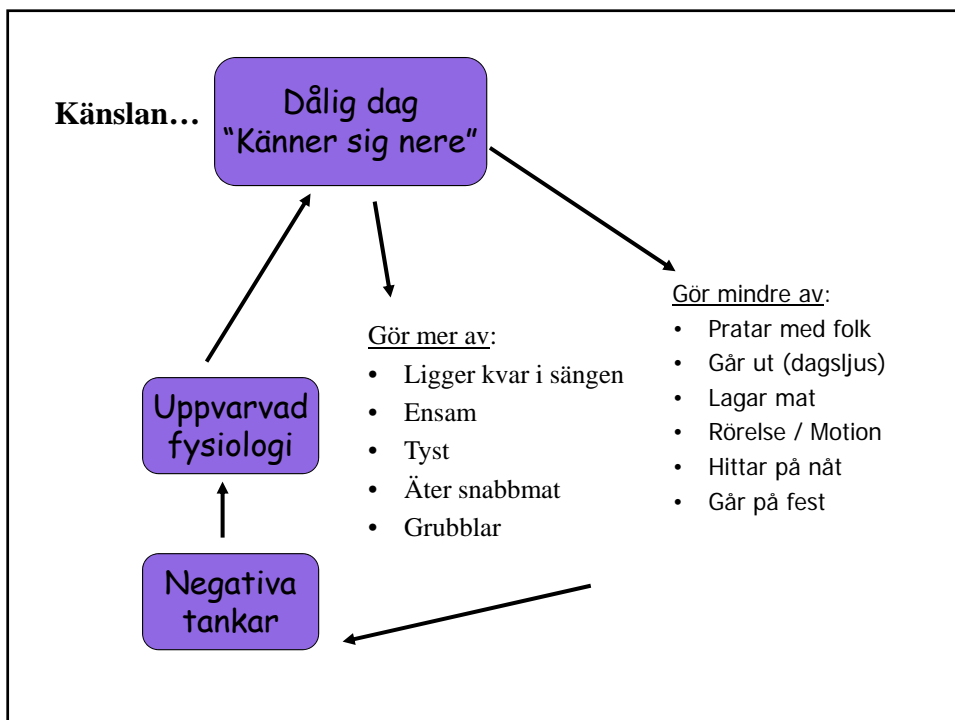 Känslan…
Dålig dag
“Känner sig nere”
Gör mer av:
• Ligger kvar i sängen
• Ensam
• Tyst
• Äter snabbmat
• Grubblar
Gör mindre av:
• Pratar med folk
• Går ut (dagsljus)
• Lagar mat
• Rörelse / Motion
• Hittar på nåt
• Går på fest
Uppvarvad
fysiologi
Negativa
tankar